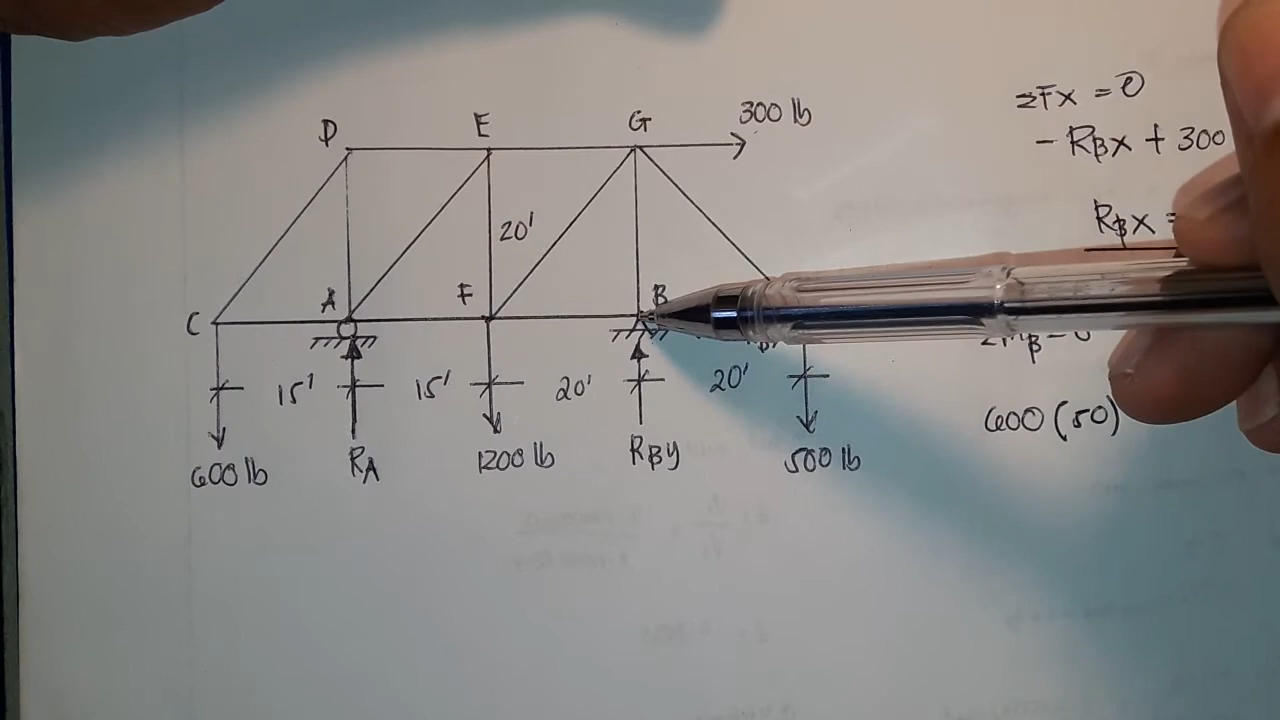 D E G 300 lb
20'
C A F B
15' 15' 20' 20'
600 lb RA 1200 lb RBy 500 lb
ΣFx = 0
- RBx + 300
RBx =
600 (50)